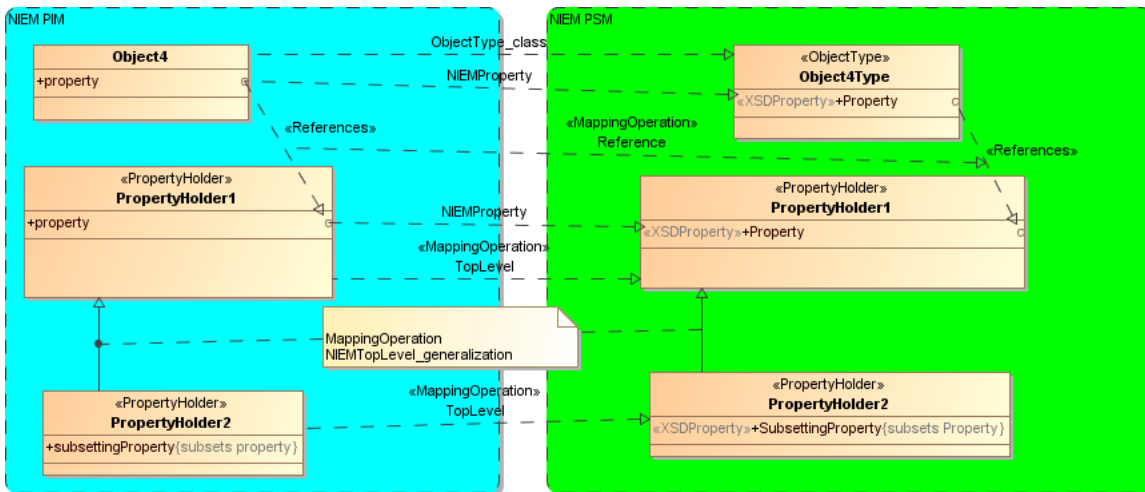 NIEM PIM
Object4
+property
«References»
«PropertyHolder»
PropertyHolder1
+property
«PropertyHolder»
PropertyHolder2
+subsettingProperty{subsets property}
ObjectType_class
NIEMProperty
«MappingOperation»
Reference
NIEMProperty
«MappingOperation»
TopLevel
MappingOperation
NIEMTopLevel_generalization
«MappingOperation»
TopLevel
NIEM PSM
«ObjectType»
Object4Type
«XSDProperty»+Property
«References»
«PropertyHolder»
PropertyHolder1
«XSDProperty»+Property
«PropertyHolder»
PropertyHolder2
«XSDProperty»+SubsettingProperty{subsets Property}